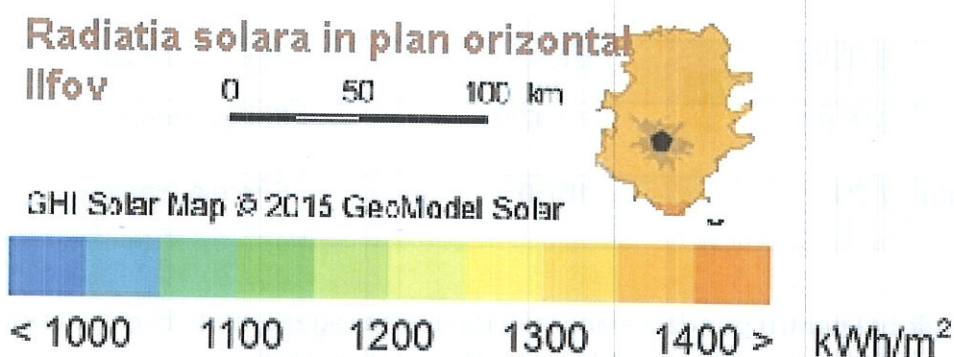 Radiatia solara in plan orizontal
Ilfov
0 50 100 km
GHI Solar Map © 2015 GeoModel Solar
< 1000 1100 1200 1300 1400 > kWh/m²